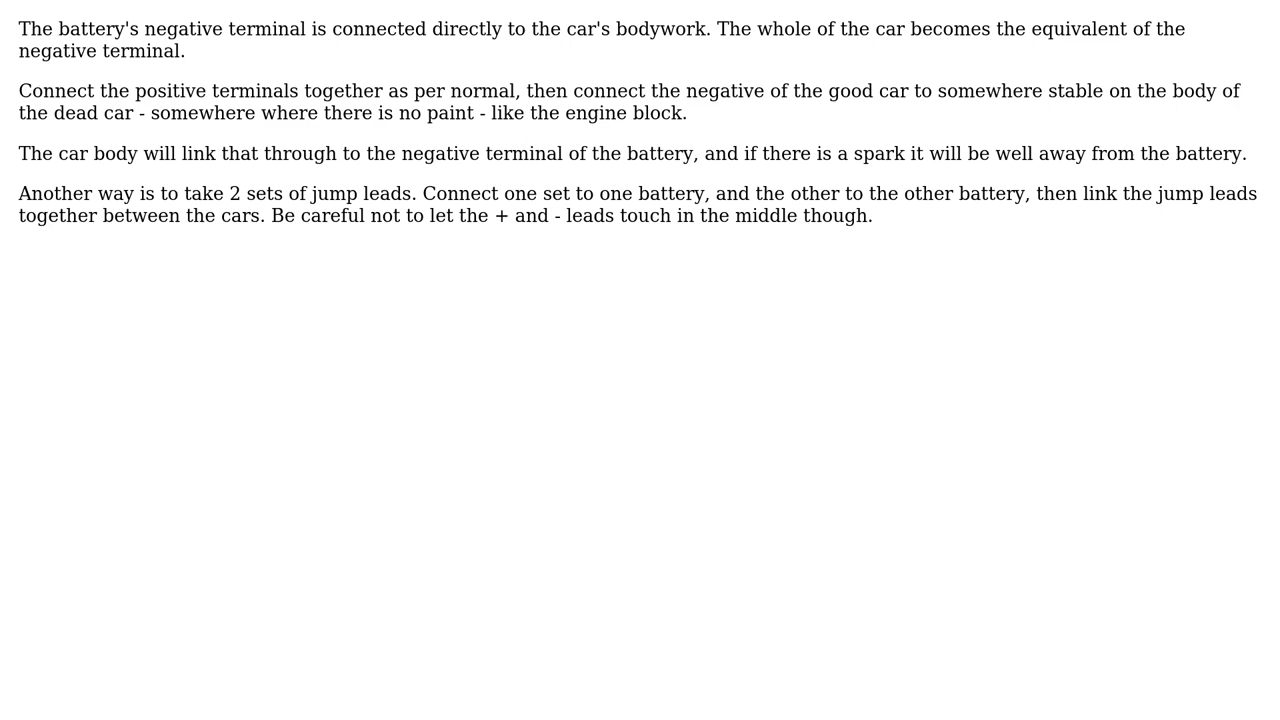 The battery's negative terminal is connected directly to the car's bodywork. The whole of the car becomes the equivalent of the
negative terminal.
Connect the positive terminals together as per normal, then connect the negative of the good car to somewhere stable on the body of
the dead car - somewhere where there is no paint - like the engine block.
The car body will link that through to the negative terminal of the battery, and if there is a spark it will be well away from the battery.
Another way is to take 2 sets of jump leads. Connect one set to one battery, and the other to the other battery, then link the jump leads
together between the cars. Be careful not to let the + and - leads touch in the middle though.